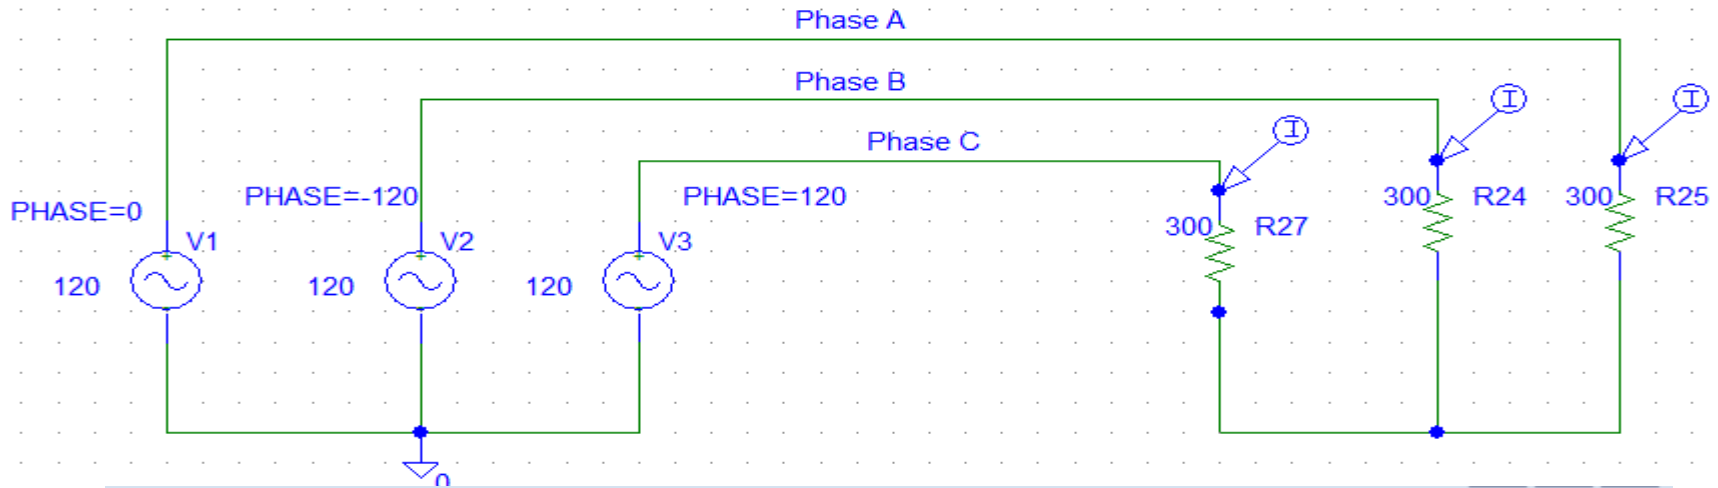 Phase A
Phase B
Phase C
I
I
I
PHASE=0
PHASE=-120
PHASE=120
V1
V2
V3
120
120
120
300
R27
300
R24
300
R25
0